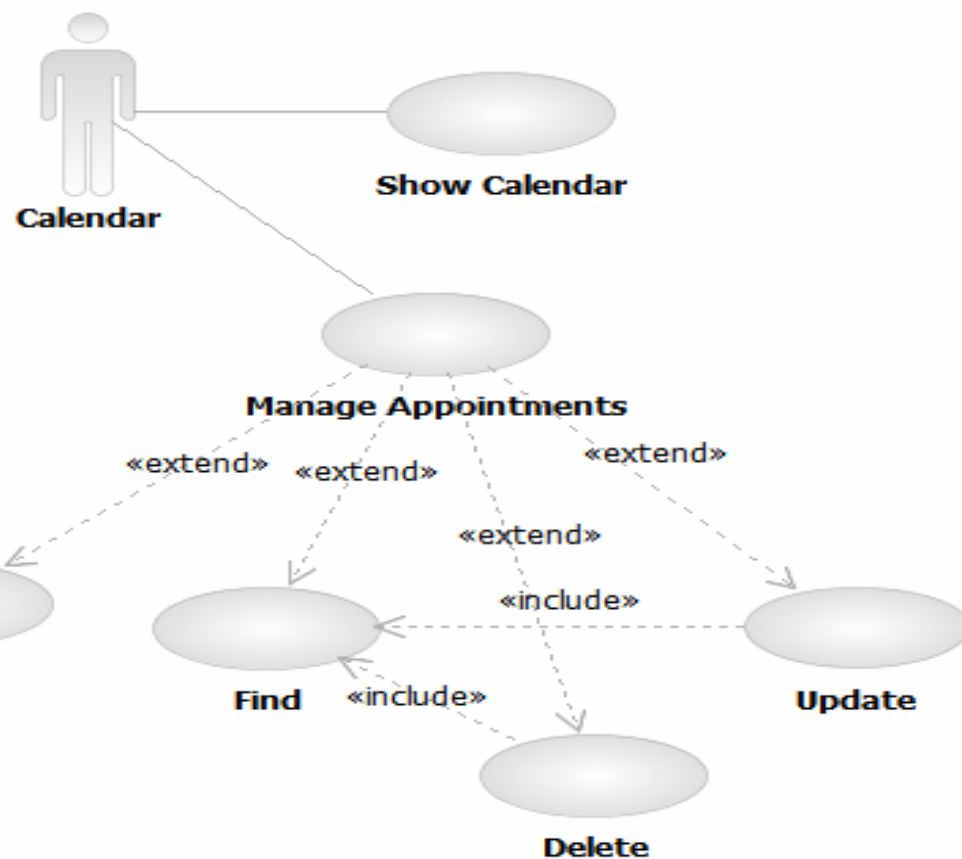 Show Calendar
Calendar
Manage Appointments
«extend»
«extend»
«extend»
«extend»
«include»
Find
«include»
Update
Delete